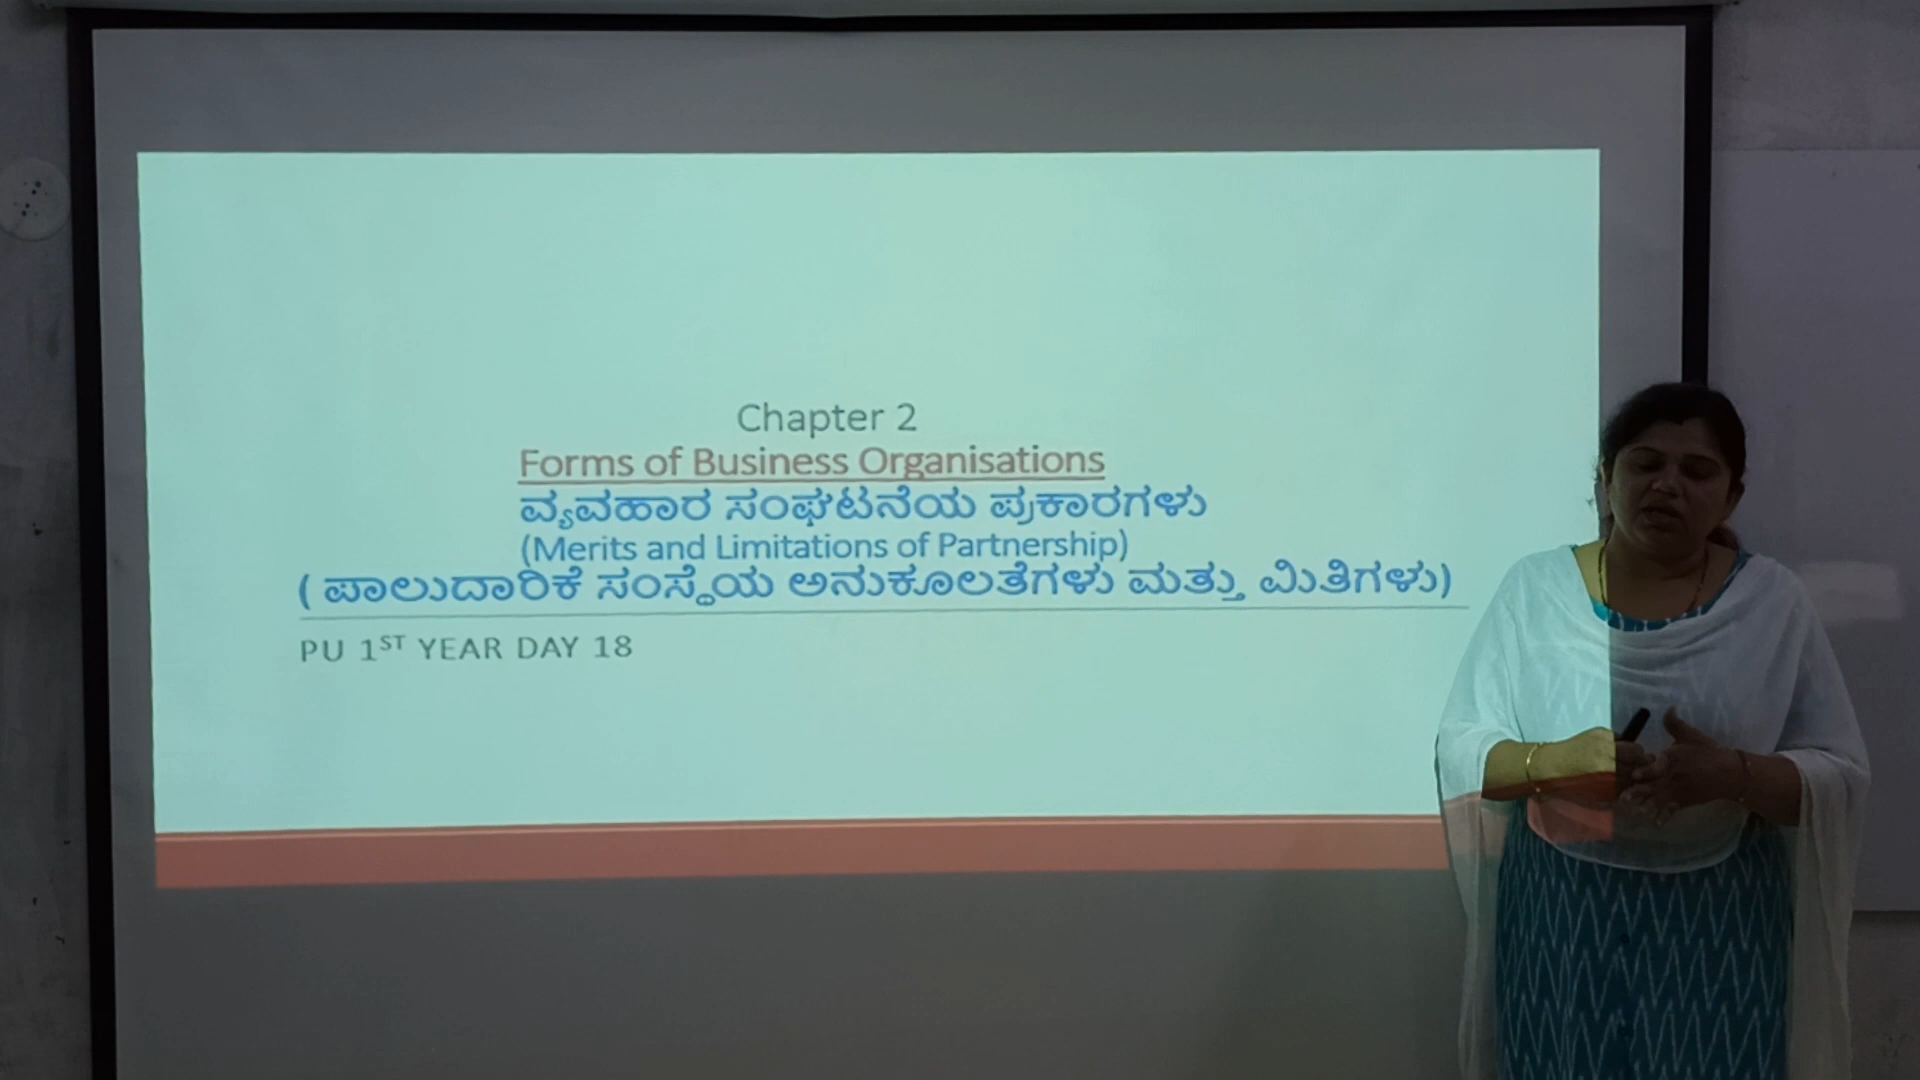 Chapter 2
Forms of Business Organisations
ವ್ಯವಹಾರ ಸಂಘಟನೆಯ ಪ್ರಕಾರಗಳು
(Merits and Limitations of Partnership)
( ಪಾಲುದಾರಿಕೆ ಸಂಸ್ಥೆಯ ಅನುಕೂಲತೆಗಳು ಮತ್ತು ಮಿತಿಗಳು)
PU 1ST YEAR DAY 18